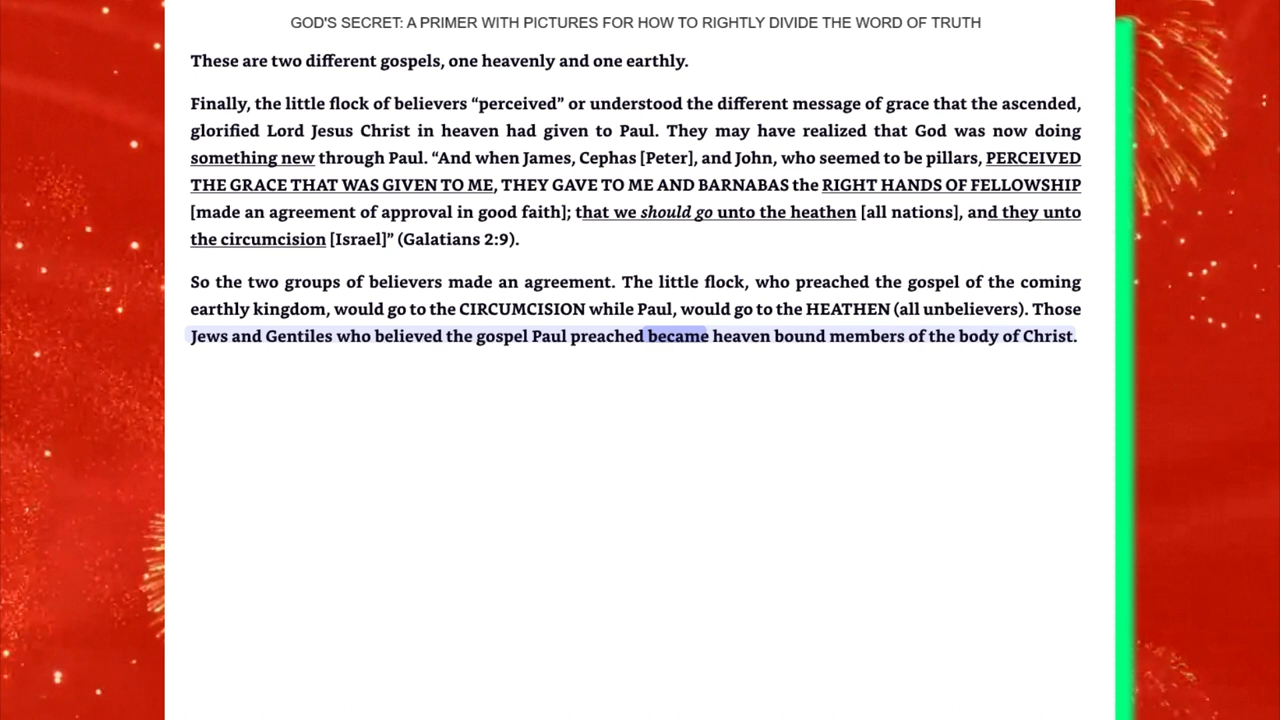 GOD'S SECRET: A PRIMER WITH PICTURES FOR HOW TO RIGHTLY DIVIDE THE WORD OF TRUTH
These are two different gospels, one heavenly and one earthly.
Finally, the little flock of believers “perceived” or understood the different message of grace that the ascended,
glorified Lord Jesus Christ in heaven had given to Paul. They may have realized that God was now doing
something new through Paul. “And when James, Cephas [Peter], and John, who seemed to be pillars, PERCEIVED
THE GRACE THAT WAS GIVEN TO ME, THEY GAVE TO ME AND BARNABAS the RIGHT HANDS OF FELLOWSHIP
[made an agreement of approval in good faith]; that we should go unto the heathen [all nations], and they unto
the circumcision [Israel]” (Galatians 2:9).
So the two groups of believers made an agreement. The little flock, who preached the gospel of the coming
earthly kingdom, would go to the CIRCUMCISION while Paul, would go to the HEATHEN (all unbelievers). Those
Jews and Gentiles who believed the gospel Paul preached became heaven bound members of the body of Christ.